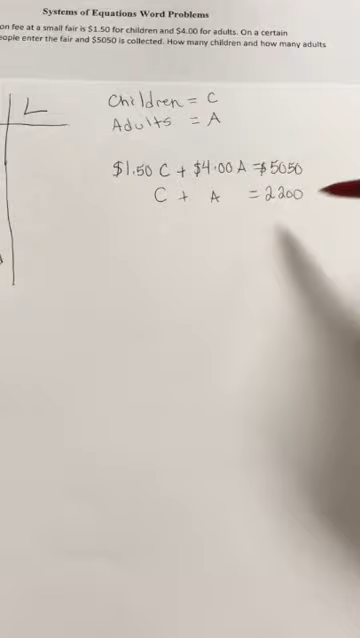 Systems of Equations Word Problems
on fee at a small fair is $1.50 for children and $4.00 for adults. On a certain
eople enter the fair and $5050 is collected. How many children and how many adults
L
Children = C
Adults = A
$1.50 C + $4.00 A = $5050
C + A = 2200